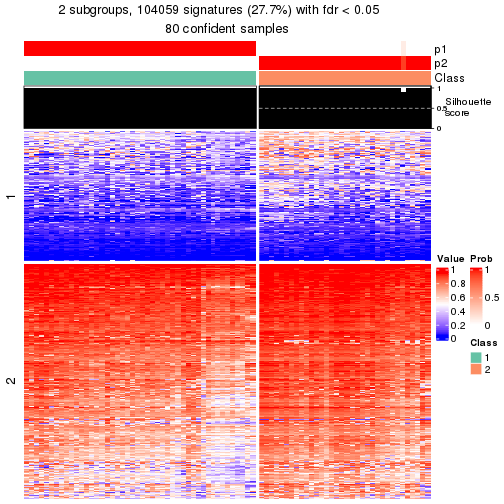 2 subgroups, 104059 signatures (27.7%) with fdr < 0.05
80 confident samples
p1
p2
Class
1
0.5
0
Silhouette
score
1
2
Value
1
0.8
0.6
0.4
0.2
0
Prob
1
0.5
0
Class
1
2